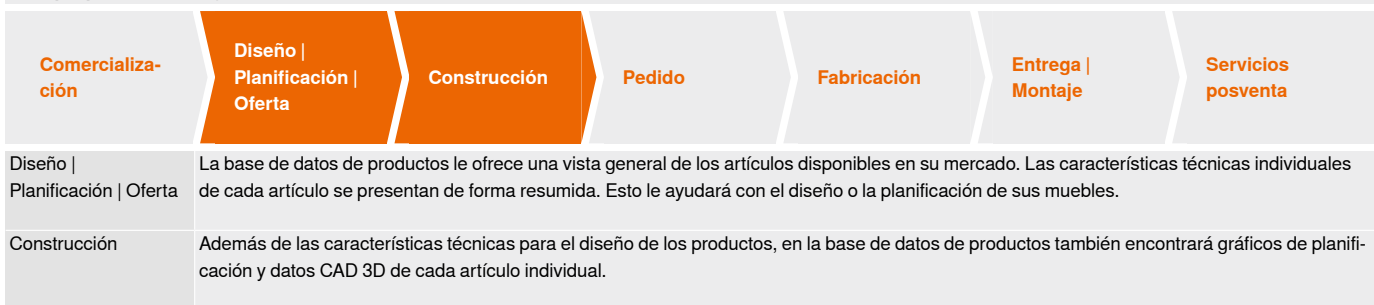 Comercializa-
ción
Diseño |
Planificación |
Oferta
Construcción
Pedido
Fabricación
Entrega |
Montaje
Servicios
posventa
Diseño |
Planificación | Oferta
La base de datos de productos le ofrece una vista general de los artículos disponibles en su mercado. Las características técnicas individuales
de cada artículo se presentan de forma resumida. Esto le ayudará con el diseño o la planificación de sus muebles.
Construcción
Además de las características técnicas para el diseño de los productos, en la base de datos de productos también encontrará gráficos de planifi-
cación y datos CAD 3D de cada artículo individual.